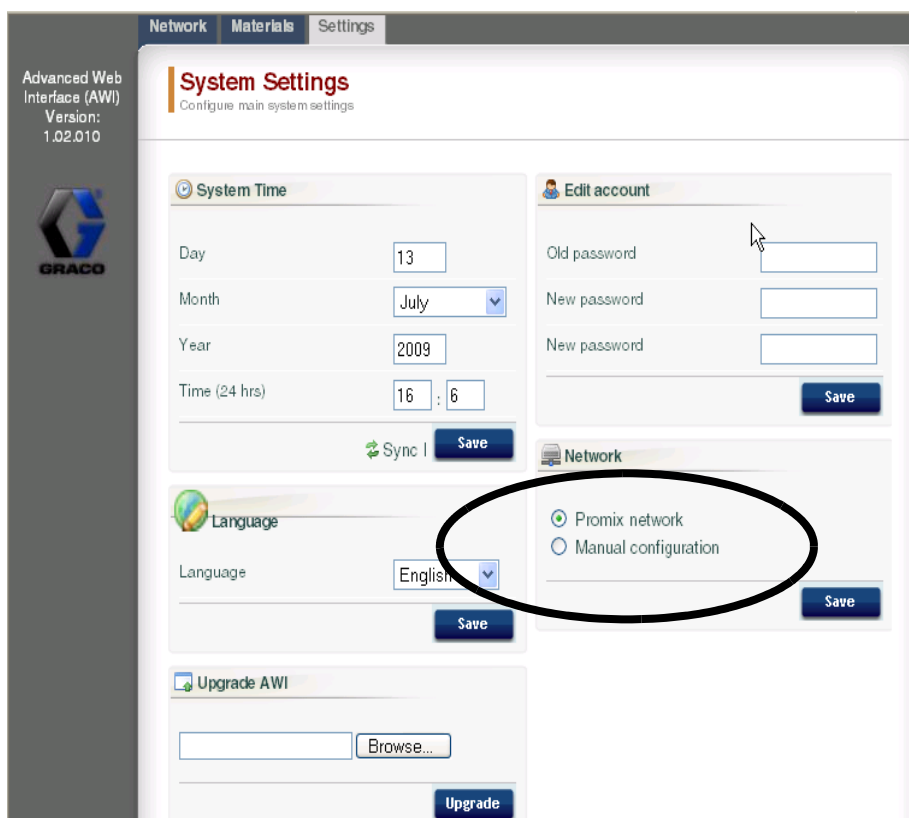 Network Materials Settings
Advanced Web
Interface (AWI)
Version:
1.02.010
GRACO
System Settings
Configure main system settings
System Time
Day 13
Month July
Year 2009
Time (24 hrs) 16 : 6
Sync | Save
Language
Language English
Save
Upgrade AWI
Browse...
Upgrade
Edit account
Old password
New password
New password
Save
Network
Promix network
Manual configuration
Save